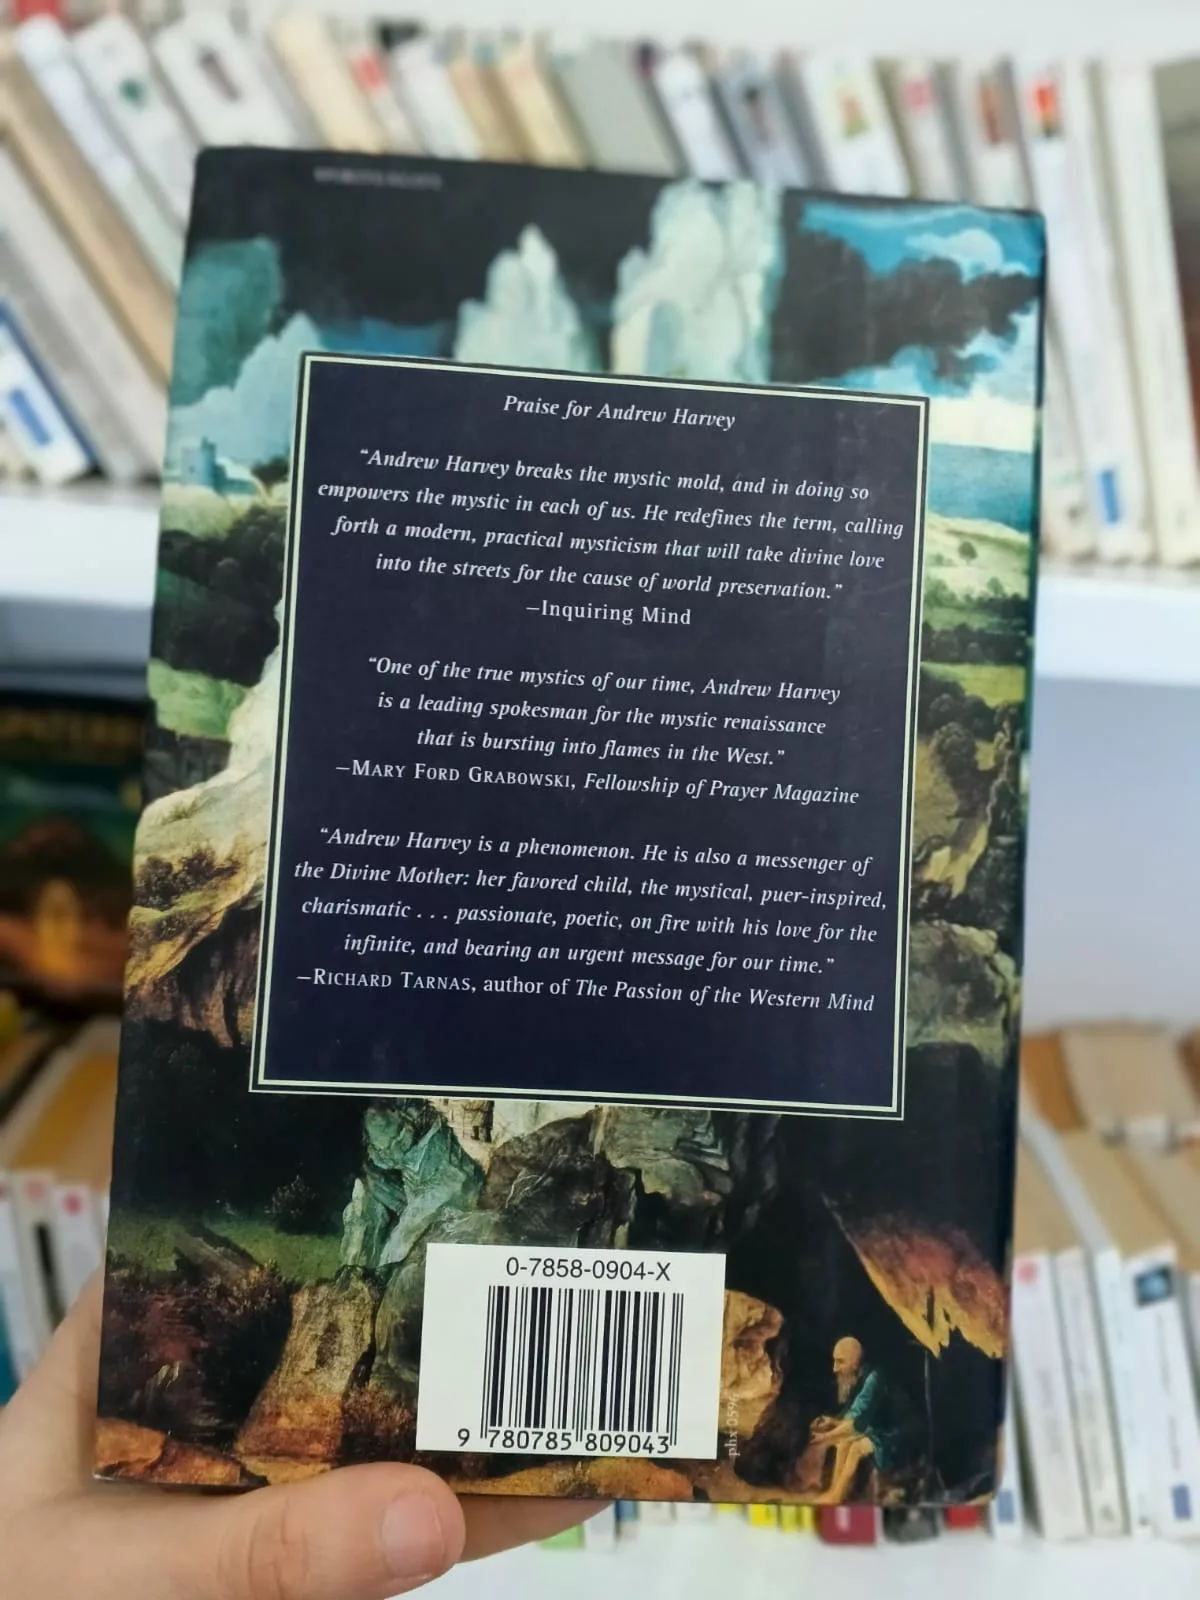 Praise for Andrew Harvey
“Andrew Harvey breaks the mystic mold, and in doing so
empowers the mystic in each of us. He redefines the term, calling
forth a modern, practical mysticism that will take divine love
into the streets for the cause of world preservation.”
—Inquiring Mind
“One of the true mystics of our time, Andrew Harvey
is a leading spokesman for the mystic renaissance
that is bursting into flames in the West.”
—MARY FORD GRABOWSKI, Fellowship of Prayer Magazine
“Andrew Harvey is a phenomenon. He is also a messenger of
the Divine Mother: her favored child, the mystical, puer-inspired,
charismatic . . . passionate, poetic, on fire with his love for the
infinite, and bearing an urgent message for our time.”
—RICHARD TARNAS, author of The Passion of the Western Mind
0-7858-0904-X
9 780785 809043